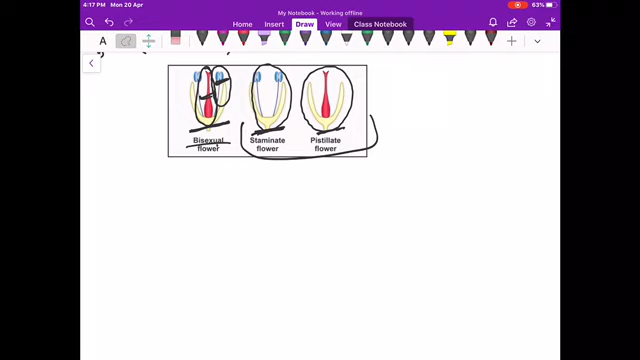 4:17 PM Mon 20 Apr
63%
My Notebook - Working offline
Home Insert Draw View Class Notebook
A
Bisexual flower
Staminate flower
Pistillate flower